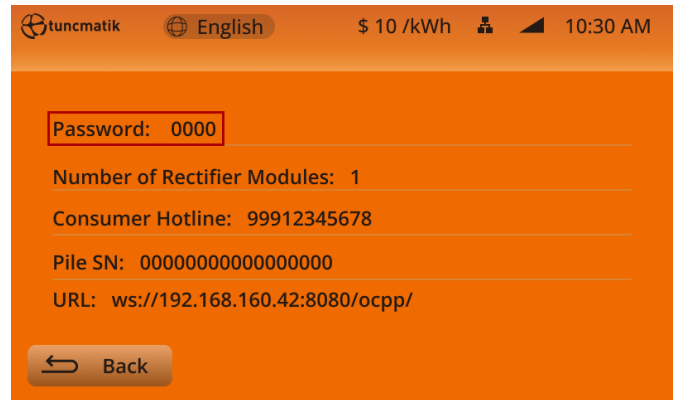 tuncmatik English $ 10 /kWh 10:30 AM
Password: 0000
Number of Rectifier Modules: 1
Consumer Hotline: 99912345678
Pile SN: 00000000000000000
URL: ws://192.168.160.42:8080/ocpp/
Back